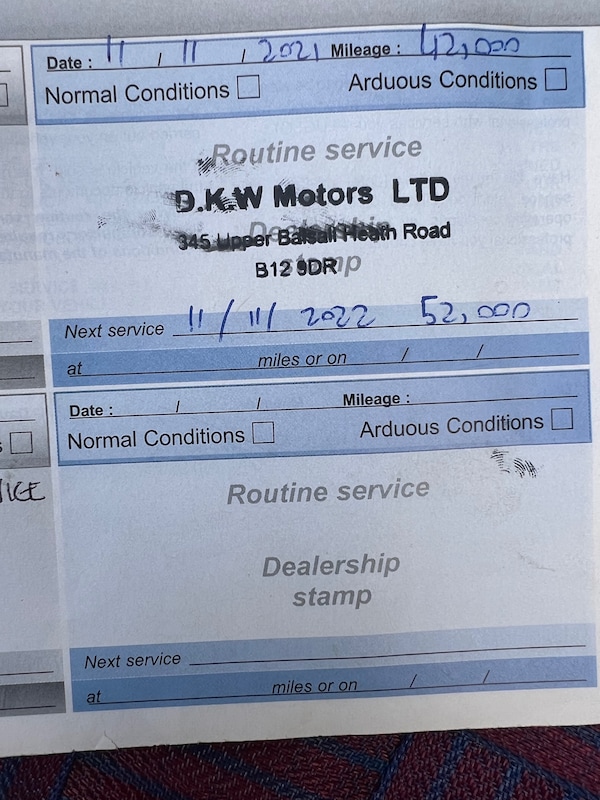 Date : 11 / 11 / 2021 Mileage : 42,000
Normal Conditions Arduous Conditions
Routine service
D.K.W Motors LTD
Dealership
345 Upper Balsall Heath Road
stamp
B12 9DR
Next service 11/11/2022 52,000
at miles or on / /
Date : / / Mileage :
Normal Conditions Arduous Conditions
Routine service
Dealership
stamp
Next service
at miles or on / /